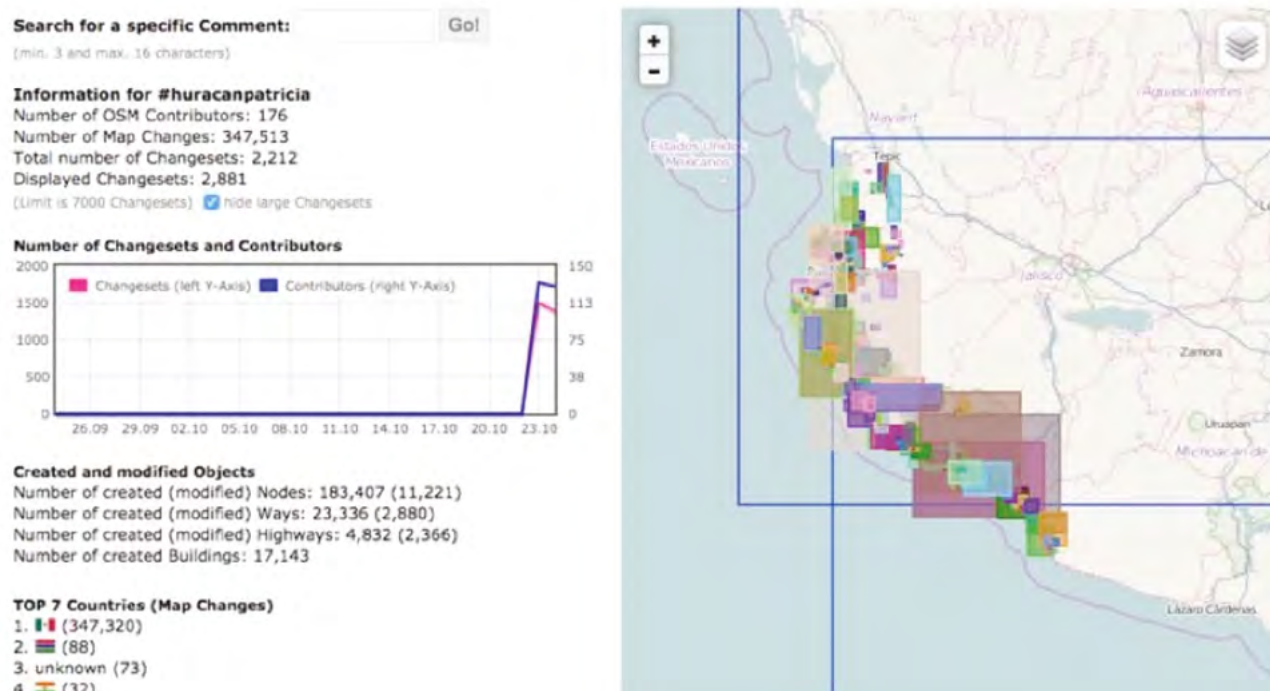 Search for a specific Comment: Go!
(min. 3 and max. 16 characters)
Information for #huracanpatricia
Number of OSM Contributors: 176
Number of Map Changes: 347,513
Total number of Changesets: 2,212
Displayed Changesets: 2,881
(Limit is 7000 Changesets) hide large Changesets
Number of Changesets and Contributors
2000 150
Changesets (left Y-Axis) Contributors (right Y-Axis)
1500 113
1000 75
500 38
0 0
26.09 29.09 02.10 05.10 08.10 11.10 14.10 17.10 20.10 23.10
Created and modified Objects
Number of created (modified) Nodes: 183,407 (11,221)
Number of created (modified) Ways: 23,336 (2,880)
Number of created (modified) Highways: 4,832 (2,366)
Number of created Buildings: 17,143
TOP 7 Countries (Map Changes)
1. (347,320)
2. (88)
3. unknown (73)
4. (32)
+
-
Aguascalientes
Nayarit
Estados Unidos
Mexicanos
Tepic
Jalisco
Zamora
Uruapan
Michoacán de
Lázaro Cárdenas